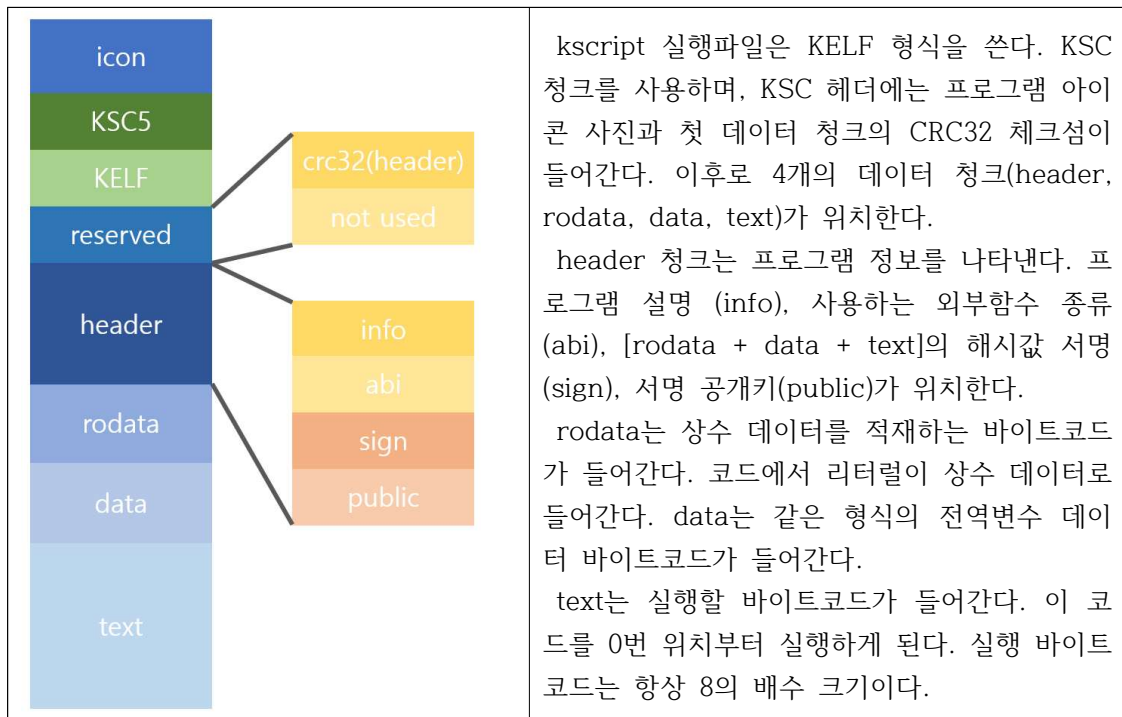 icon
KSC5
KELF
reserved
header
rodata
data
text
crc32(header)
not used
info
abi
sign
public
kscript 실행파일은 KELF 형식을 쓴다. KSC
청크를 사용하며, KSC 헤더에는 프로그램 아이
콘 사진과 첫 데이터 청크의 CRC32 체크섬이
들어간다. 이후로 4개의 데이터 청크(header,
rodata, data, text)가 위치한다.
header 청크는 프로그램 정보를 나타낸다. 프
로그램 설명 (info), 사용하는 외부함수 종류
(abi), [rodata + data + text]의 해시값 서명
(sign), 서명 공개키(public)가 위치한다.
rodata는 상수 데이터를 적재하는 바이트코드
가 들어간다. 코드에서 리터럴이 상수 데이터로
들어간다. data는 같은 형식의 전역변수 데이
터 바이트코드가 들어간다.
text는 실행할 바이트코드가 들어간다. 이 코
드를 0번 위치부터 실행하게 된다. 실행 바이트
코드는 항상 8의 배수 크기이다.